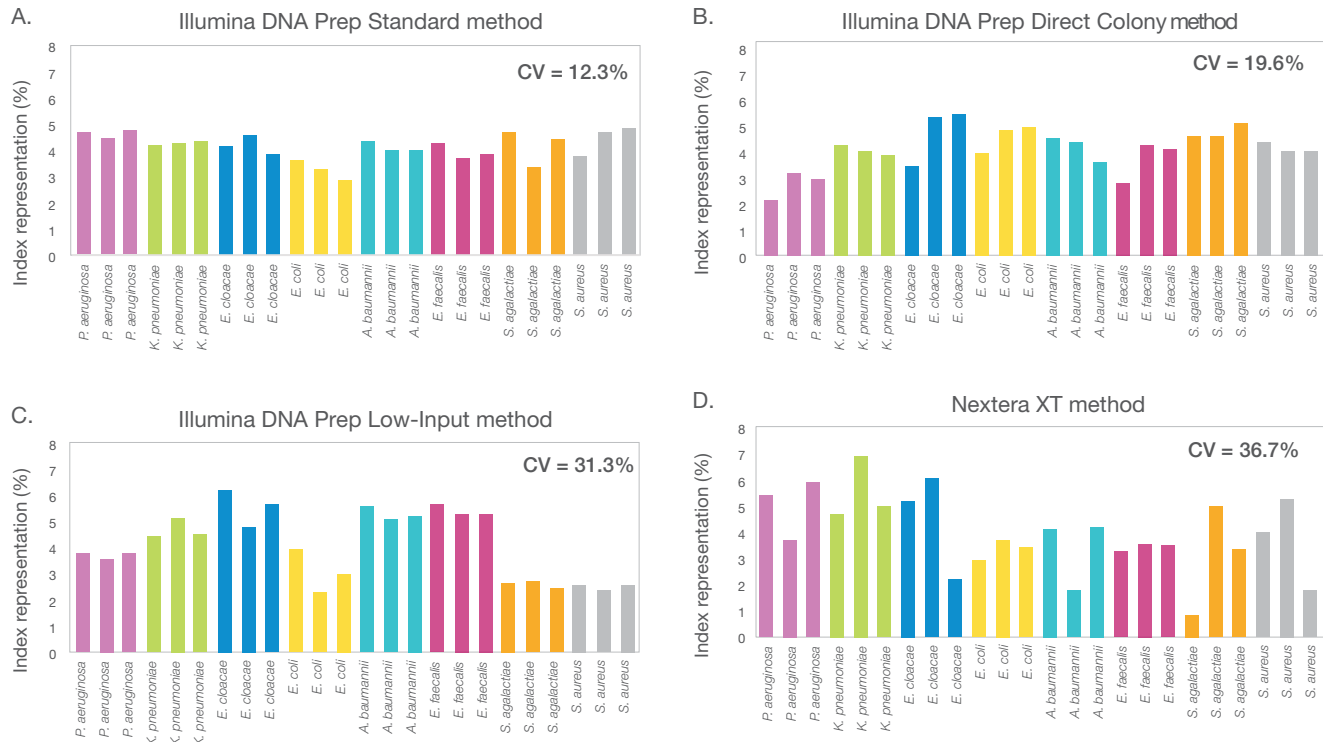 A.
Illumina DNA Prep Standard method
Index representation (%)
8
7
6
5
4
3
2
1
0
CV = 12.3%
P. aeruginosa
P. aeruginosa
P. aeruginosa
K. pneumoniae
K. pneumoniae
K. pneumoniae
E. cloacae
E. cloacae
E. cloacae
E. coli
E. coli
E. coli
A. baumannii
A. baumannii
A. baumannii
E. faecalis
E. faecalis
E. faecalis
S. agalactiae
S. agalactiae
S. agalactiae
S. aureus
S. aureus
S. aureus
B.
Illumina DNA Prep Direct Colony method
Index representation (%)
8
7
6
5
4
3
2
1
0
CV = 19.6%
P. aeruginosa
P. aeruginosa
P. aeruginosa
K. pneumoniae
K. pneumoniae
K. pneumoniae
E. cloacae
E. cloacae
E. cloacae
E. coli
E. coli
E. coli
A. baumannii
A. baumannii
A. baumannii
E. faecalis
E. faecalis
E. faecalis
S. agalactiae
S. agalactiae
S. agalactiae
S. aureus
S. aureus
S. aureus
C.
Illumina DNA Prep Low-Input method
Index representation (%)
8
7
6
5
4
3
2
1
0
CV = 31.3%
P. aeruginosa
P. aeruginosa
P. aeruginosa
K. pneumoniae
K. pneumoniae
K. pneumoniae
E. cloacae
E. cloacae
E. cloacae
E. coli
E. coli
E. coli
A. baumannii
A. baumannii
A. baumannii
E. faecalis
E. faecalis
E. faecalis
S. agalactiae
S. agalactiae
S. agalactiae
S. aureus
S. aureus
S. aureus
D.
Nextera XT method
Index representation (%)
8
7
6
5
4
3
2
1
0
CV = 36.7%
P. aeruginosa
P. aeruginosa
P. aeruginosa
K. pneumoniae
K. pneumoniae
K. pneumoniae
E. cloacae
E. cloacae
E. cloacae
E. coli
E. coli
E. coli
A. baumannii
A. baumannii
A. baumannii
E. faecalis
E. faecalis
E. faecalis
S. agalactiae
S. agalactiae
S. agalactiae
S. aureus
S. aureus
S. aureus